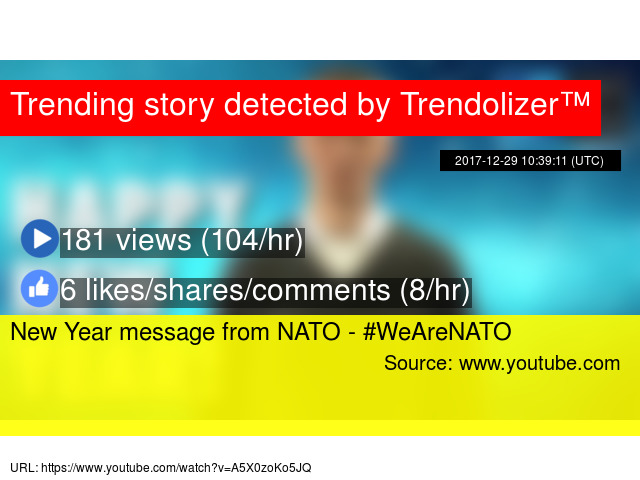 Trending story detected by Trendolizer™
2017-12-29 10:39:11 (UTC)
HAPPY
181 views (104/hr)
6 likes/shares/comments (8/hr)
New Year message from NATO - #WeAreNATO
Source: www.youtube.com
YEAR
URL: https://www.youtube.com/watch?v=A5X0zoKo5JQ